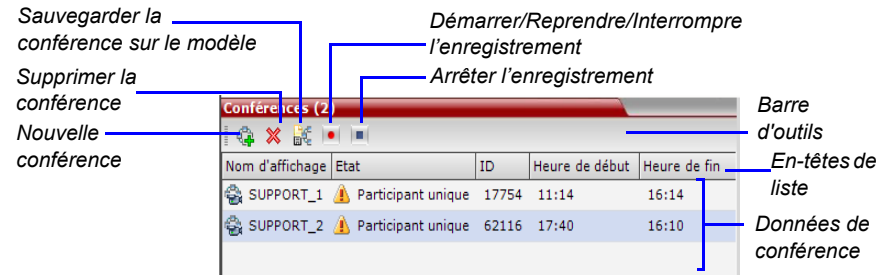 Sauvegarder la
conférence sur le modèle
Démarrer/Reprendre/Interrompre
l'enregistrement
Supprimer la
conférence
Arrêter l'enregistrement
Nouvelle
conférence
Conférences (2)
Barre
d'outils
Nom d'affichage Etat ID Heure de début Heure de fin
En-têtes de
liste
SUPPORT_1 Participant unique 17754 11:14 16:14
SUPPORT_2 Participant unique 62116 17:40 16:10
Données de
conférence